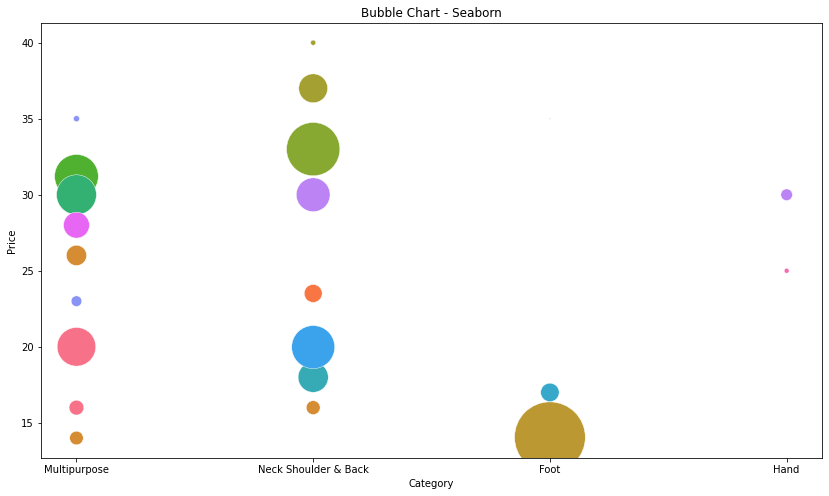 Bubble Chart - Seaborn
40
35
30
25
20
15
Price
Multipurpose
Neck Shoulder & Back
Foot
Hand
Category